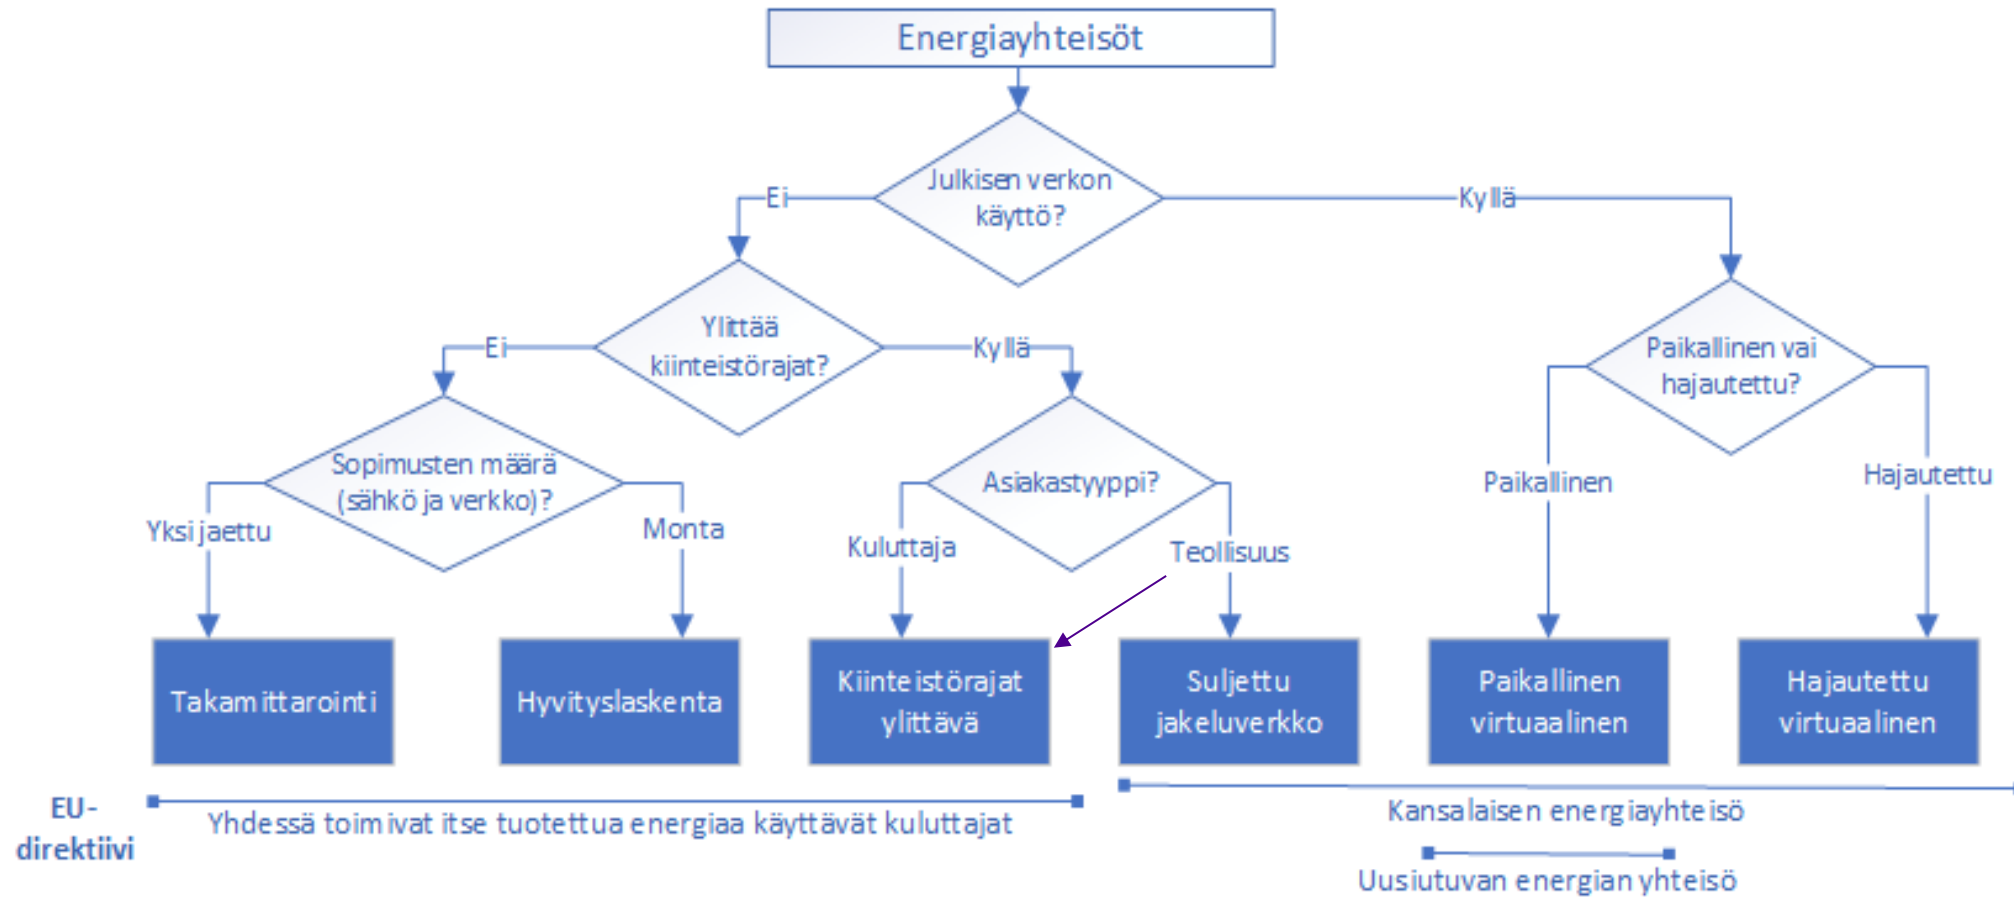 Energiayhteisöt
Julkisen verkon
käyttö?
Ei
Kyllä
Ylittää
kiinteistörajat?
Ei
Kyllä
Paikallinen vai
hajautettu?
Sopimusten määrä
(sähkö ja verkko)?
Asiakastyyppi?
Yksi jaettu
Monta
Kuluttaja
Teollisuus
Paikallinen
Hajautettu
Takamittarointi
Hyvityslaskenta
Kiinteistörajat
ylittävä
Suljettu
jakeluverkko
Paikallinen
virtuaalinen
Hajautettu
virtuaalinen
EU-
direktiivi
Yhdessä toimivat itse tuotettua energiaa käyttävät kuluttajat
Kansalaisen energiayhteisö
Uusiutuvan energian yhteisö